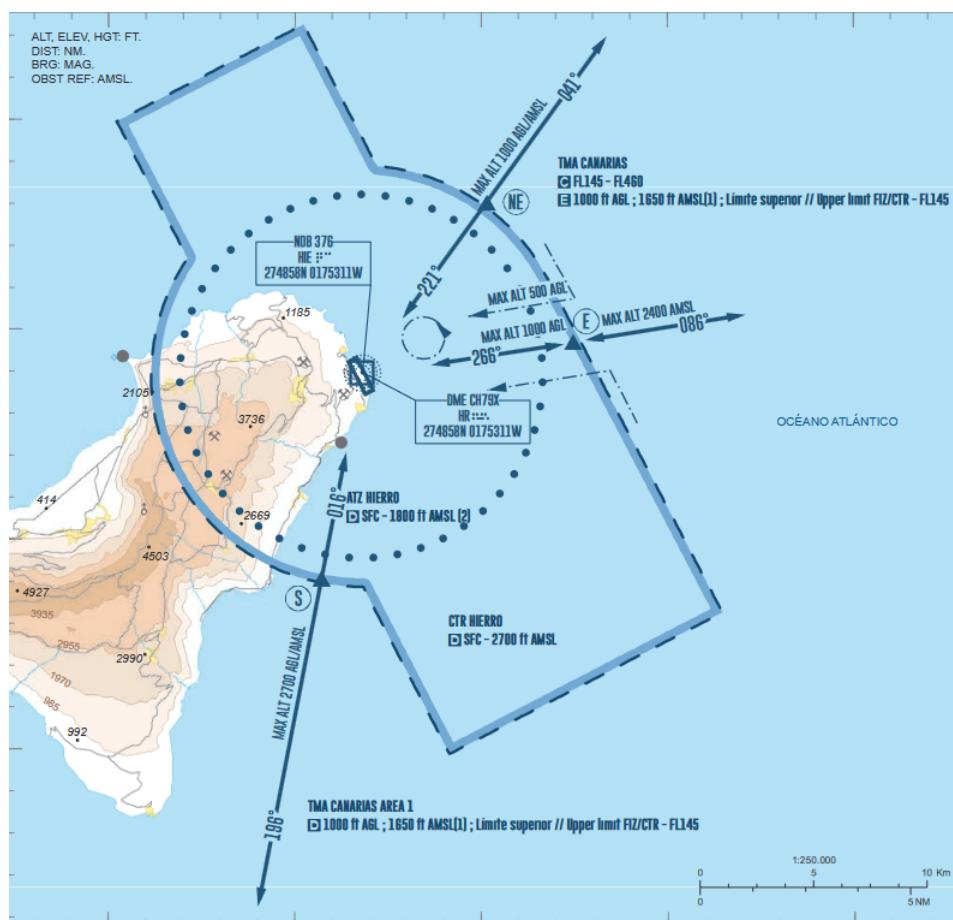 ALT, ELEV, HGT: FT.
DIST: NM.
BRG: MAG.
OBST REF: AMSL.
041°
MAX ALT 1000 AGL/AMSL
TMA CANARIAS
C FL145 - FL460
E 1000 ft AGL ; 1650 ft AMSL(1) ; Límite superior // Upper limit FIZ/CTR - FL145
NE
NDB 376
HIE
274858N 0175311W
221°
MAX ALT 500 AGL
1185
E
MAX ALT 2400 AMSL
086°
MAX ALT 1000 AGL
266°
2105
DME CH79X
HR
274858N 0175311W
3736
OCÉANO ATLÁNTICO
414
016°
ATZ HIERRO
D SFC - 1800 ft AMSL (2)
2669
4503
4927
S
3935
CTR HIERRO
D SFC - 2700 ft AMSL
2955
2990
1970
985
MAX ALT 2700 AGL/AMSL
992
196°
TMA CANARIAS AREA 1
D 1000 ft AGL ; 1650 ft AMSL(1) ; Límite superior // Upper limit FIZ/CTR - FL145
1:250.000
0 5 10 Km
0 5 NM